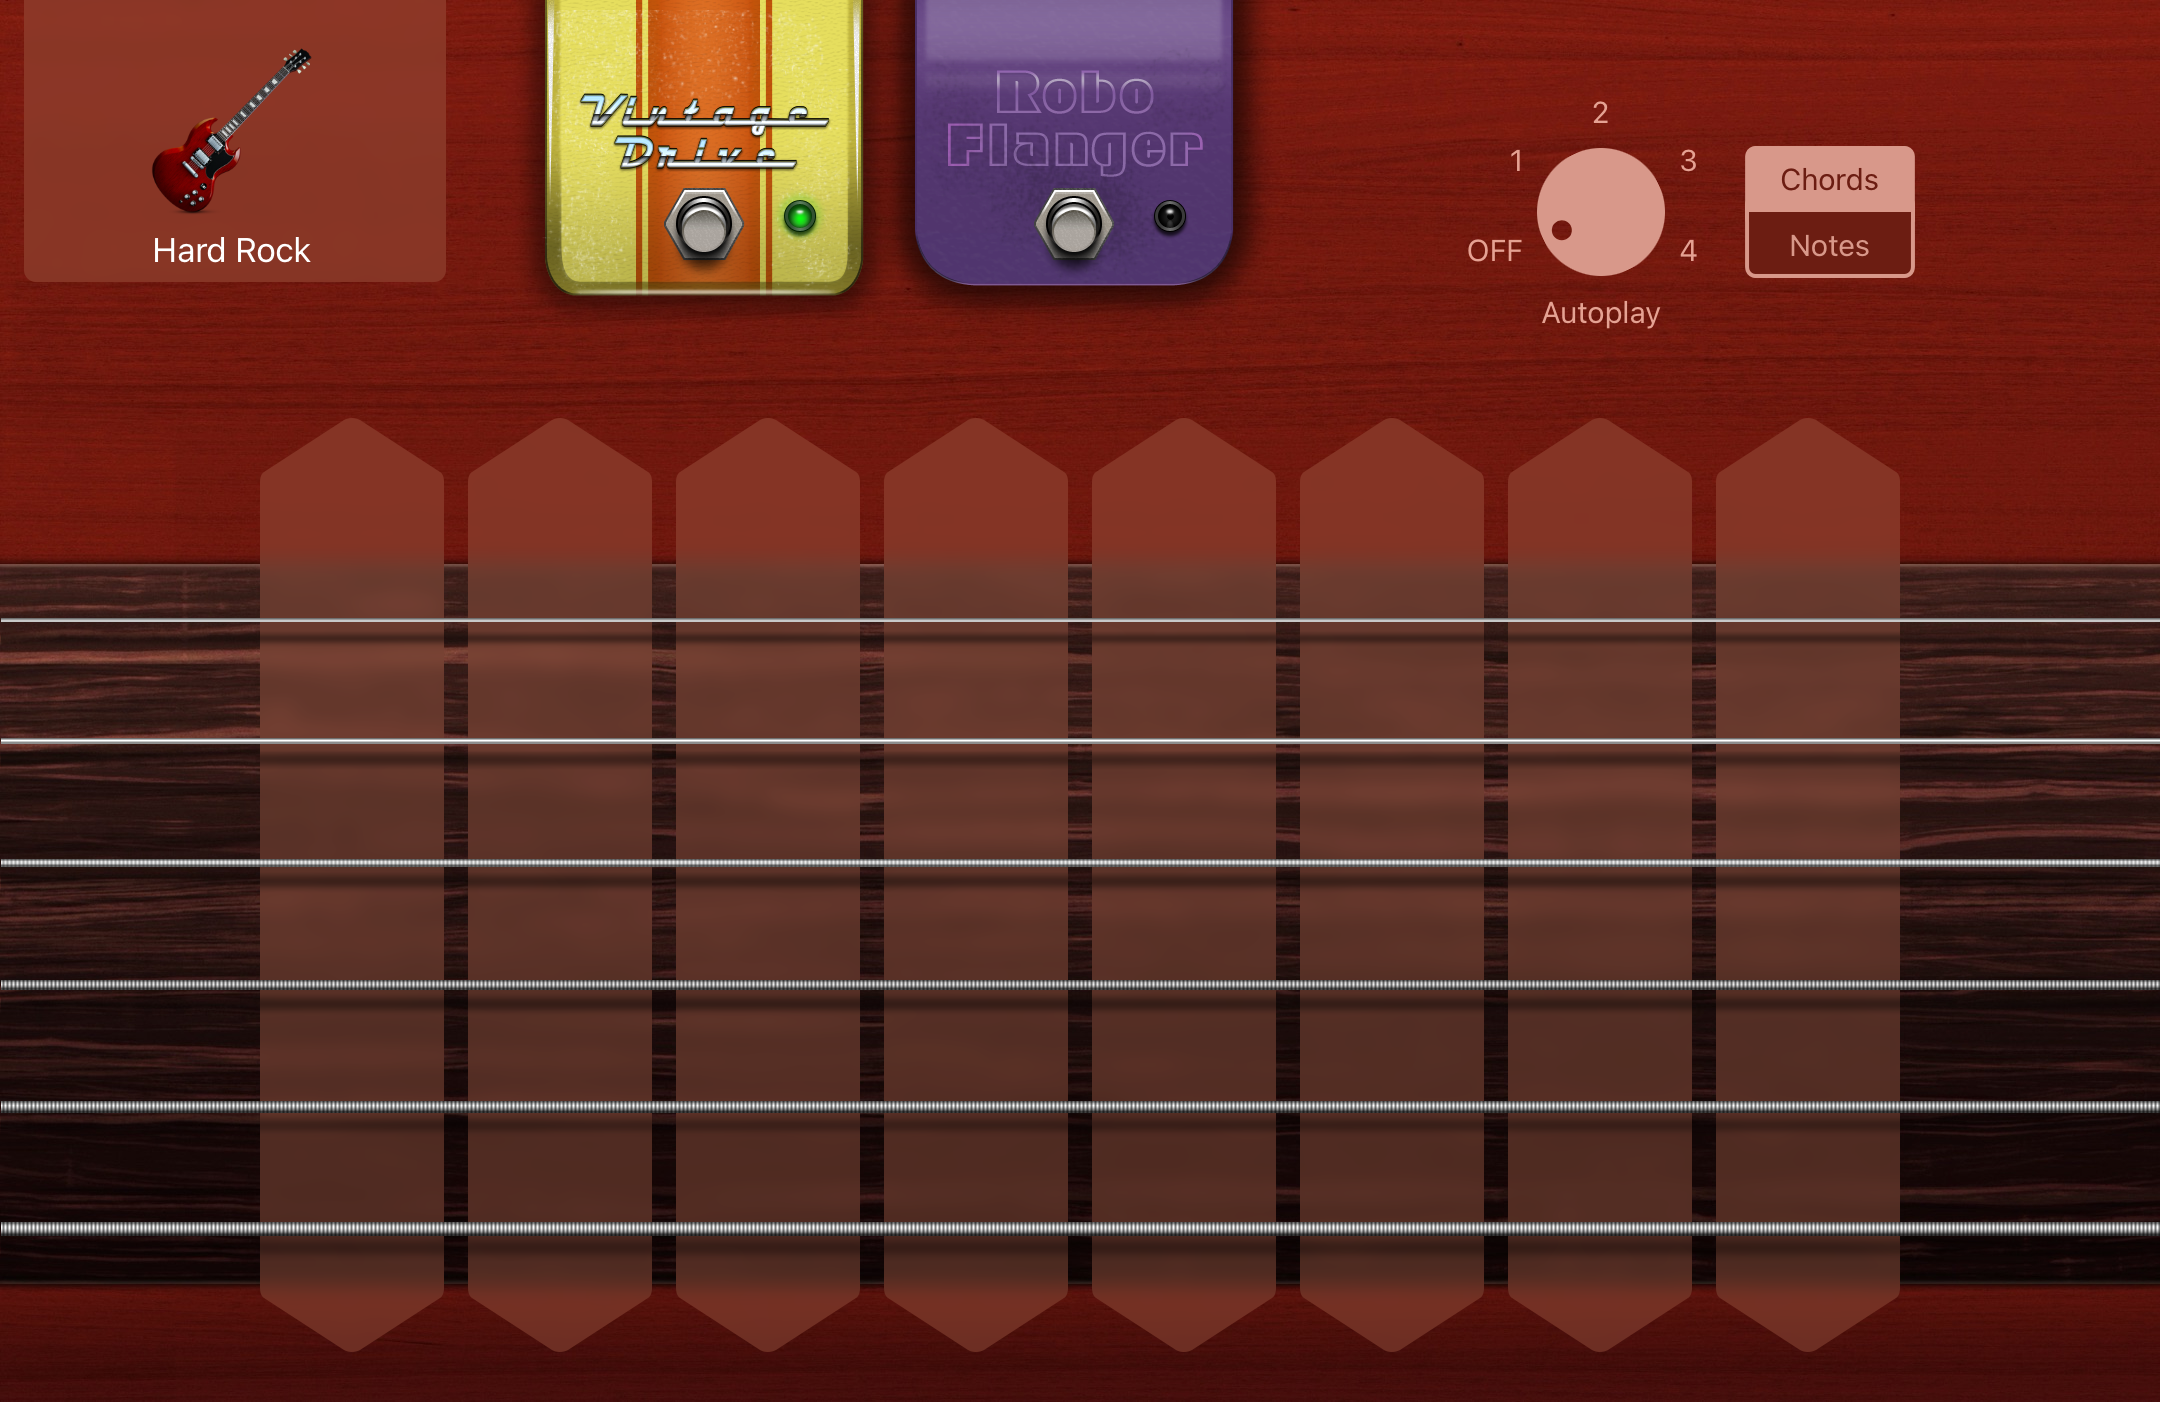 Hard Rock
Vintage
Drive
Robo
Flanger
2
1
3
OFF
4
Autoplay
Chords
Notes